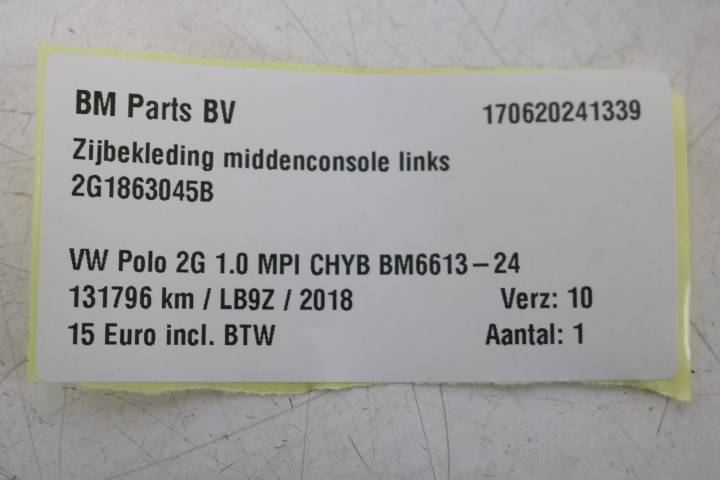 BM Parts BV 170620241339
Zijbekleding middenconsole links
2G1863045B
VW Polo 2G 1.0 MPI CHYB BM6613-24
131796 km / LB9Z / 2018 Verz: 10
15 Euro incl. BTW Aantal: 1